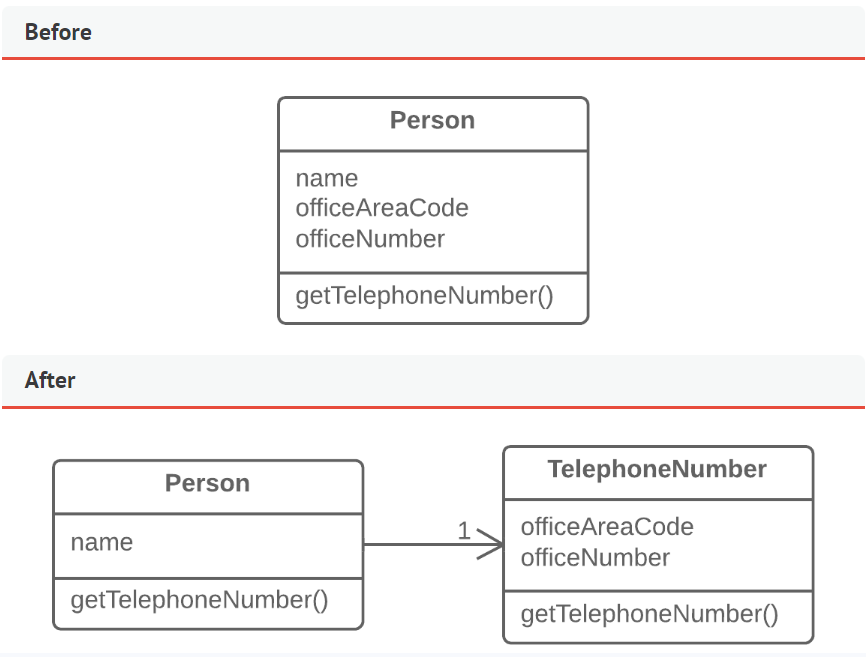 Before
Person
name
officeAreaCode
officeNumber
getTelephoneNumber()
After
Person
name
getTelephoneNumber()
1
TelephoneNumber
officeAreaCode
officeNumber
getTelephoneNumber()